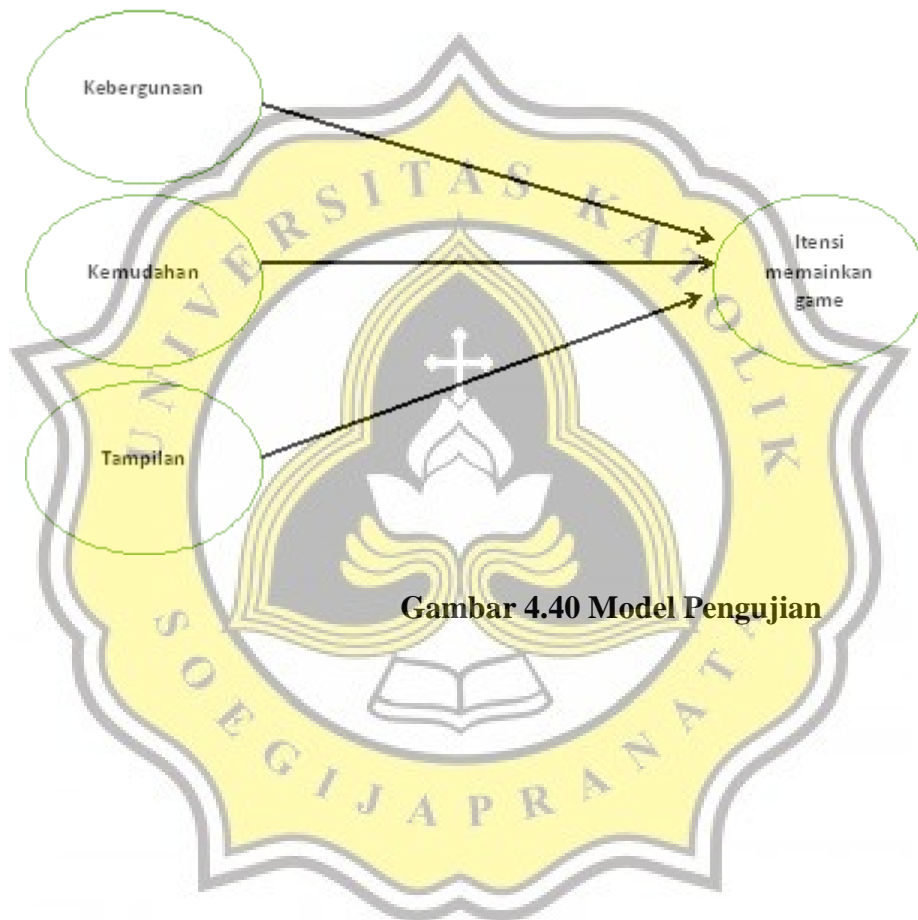 Kebergunaan
Kemudahan
Tampilan
Itensi
memainkan
game
Gambar 4.40 Model Pengujian
UNIVERSITAS KATOLIK
SOEGIJAPRANATA